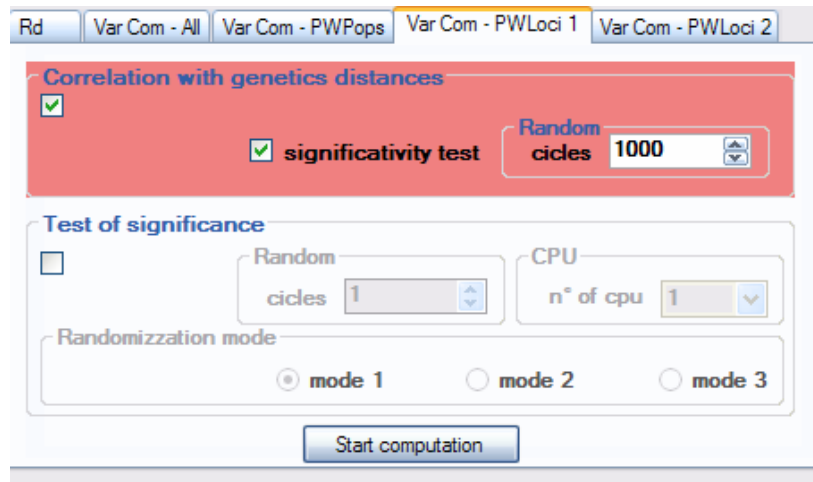 Rd Var Com - All Var Com - PWPops Var Com - PWLoci 1 Var Com - PWLoci 2
Correlation with genetics distances
Random
significativity test cicles 1000
Test of significance
Random CPU
cicles 1 n° of cpu 1
Randomizzation mode
mode 1 mode 2 mode 3
Start computation